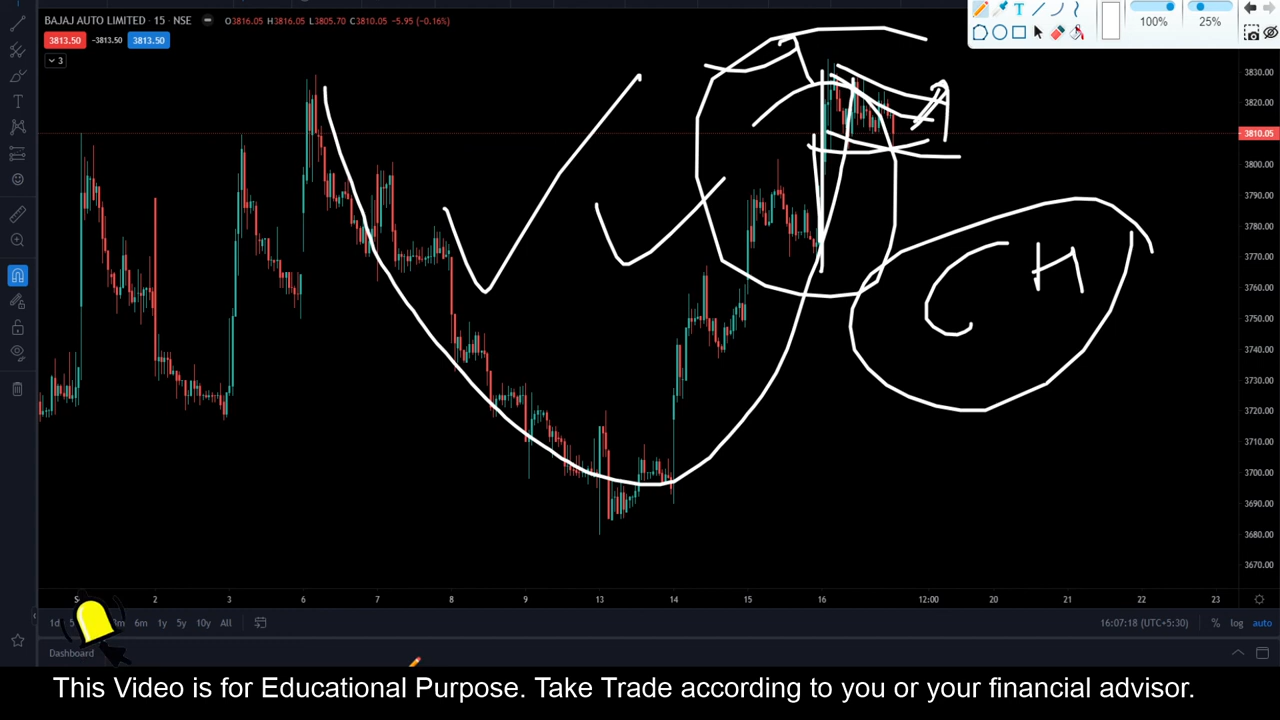 BAJAJ AUTO LIMITED · 15 · NSE O3816.05 H3816.05 L3805.70 C3810.05 -5.95 (-0.16%)
100% 25%
3813.50 -3813.50 3813.50
3
3830.00
3820.00
3810.05
3800.00
3790.00
3780.00
3770.00
3760.00
3750.00
3740.00
3730.00
3720.00
3710.00
3700.00
3690.00
3680.00
3670.00
C H
2 3 6 7 8 9 13 14 15 16 12:00 20 21 22 23
1d 6m 1y 5y 10y All 16:07:18 (UTC+5:30) % log auto
Dashboard
This Video is for Educational Purpose. Take Trade according to you or your financial advisor.